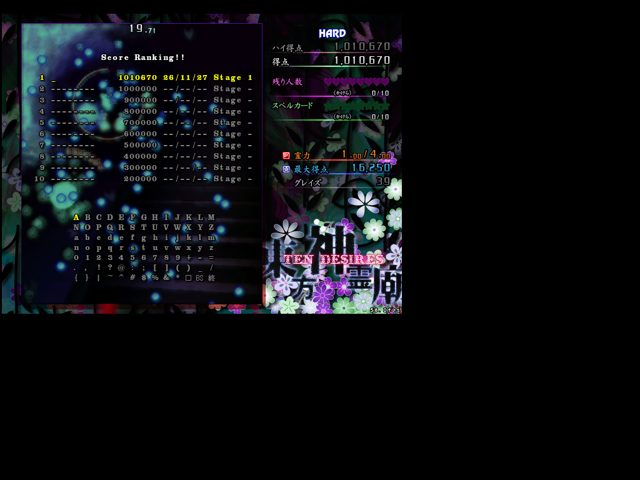 19.71
Score Ranking!!
1 _ 1010670 26/11/27 Stage 1
2 -------- 1000000 --/--/-- Stage -
3 -------- 900000 --/--/-- Stage -
4 -------- 800000 --/--/-- Stage -
5 -------- 700000 --/--/-- Stage -
6 -------- 600000 --/--/-- Stage -
7 -------- 500000 --/--/-- Stage -
8 -------- 400000 --/--/-- Stage -
9 -------- 300000 --/--/-- Stage -
10 -------- 200000 --/--/-- Stage -
A B C D E F G H I J K L M
N O P Q R S T U V W X Y Z
a b c d e f g h i j k l m
n o p q r s t u v w x y z
0 1 2 3 4 5 6 7 8 9 + - =
. , ! ? @ : ; [ ] ( ) _ /
{ } | ~ ^ # $ % & * 終
HARD
ハイ得点 1,010,670
得点 1,010,670
残り人数
0/10
スペルカード
0/10
霊力 1.00/4.00
最大得点 16,250
グレイズ 39
東方神霊廟
TEN DESIRES